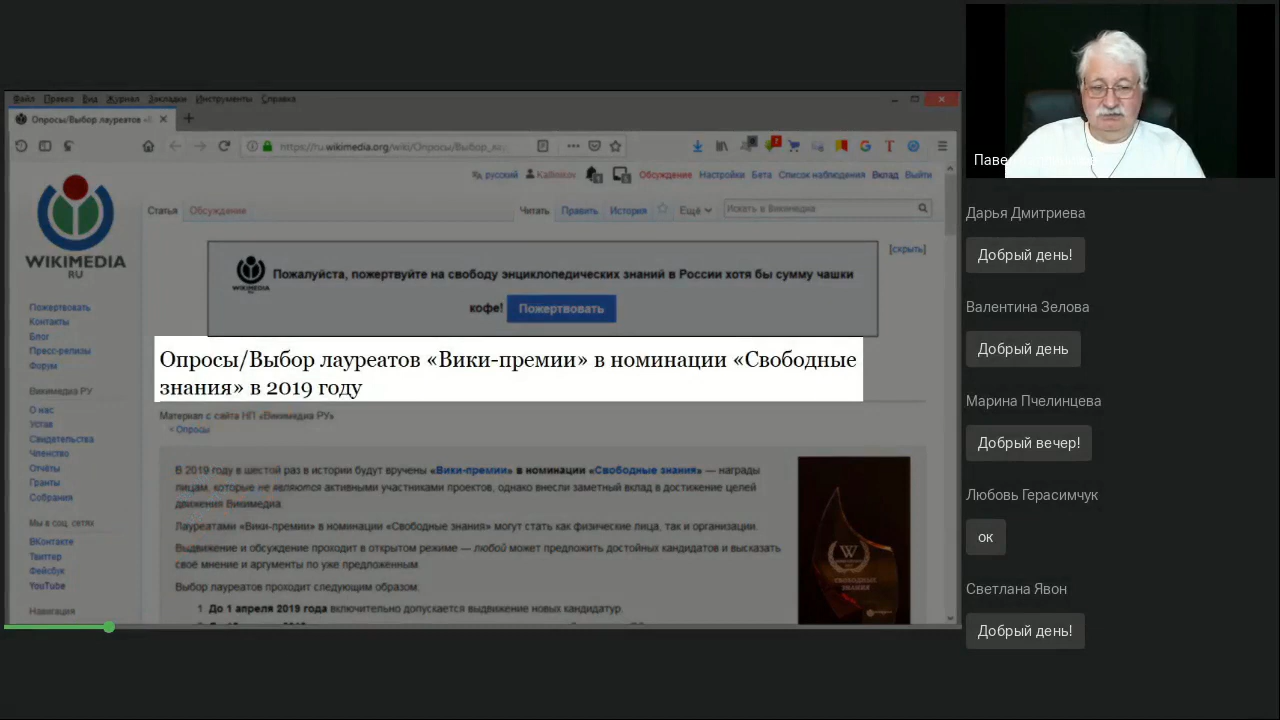 Файл Правка Вид Журнал Закладки Инструменты Справка
Опросы/Выбор лауреатов «В
https://ru.wikimedia.org/wiki/Опросы/Выбор_ла
русский Kalbokov Обсуждение Настройки Бета Список наблюдения Вклад Выйти
Статья Обсуждение Читать Править История Ещё Искать в Викимедиа
WIKIMEDIA
RU
[скрыть]
Пожалуйста, пожертвуйте на свободу энциклопедических знаний в России хотя бы сумму чашки
кофе! Пожертвовать
Опросы/Выбор лауреатов «Вики-премии» в номинации «Свободные
знания» в 2019 году
Материал с сайта НП «Викимедиа РУ»
< Опросы
В 2019 году в шестой раз в истории будут вручены «Вики-премии» в номинации «Свободные знания» — награды
лицам, которые не являются активными участниками проектов, однако внесли заметный вклад в достижение целей
движения Викимедиа.
Лауреатами «Вики-премии» в номинации «Свободные знания» могут стать как физические лица, так и организации.
Выдвижение и обсуждение проходит в открытом режиме — любой может предложить достойных кандидатов и высказать
своё мнение и аргументы по уже предложенным.
Выбор лауреатов проходит следующим образом:
1. До 1 апреля 2019 года включительно допускается выдвижение новых кандидатур.
W
СВОБОДНЫЕ
ЗНАНИЯ
Пожертвовать
Контакты
Блог
Пресс-релизы
Форум
Викимедиа РУ
О нас
Устав
Свидетельства
Членство
Отчёты
Гранты
Собрания
Мы в соц. сетях
ВКонтакте
Твиттер
Фейсбук
YouTube
Навигация
Дарья Дмитриева
Добрый день!
Валентина Зелова
Добрый день
Марина Пчелинцева
Добрый вечер!
Любовь Герасимчук
ок
Светлана Явон
Добрый день!